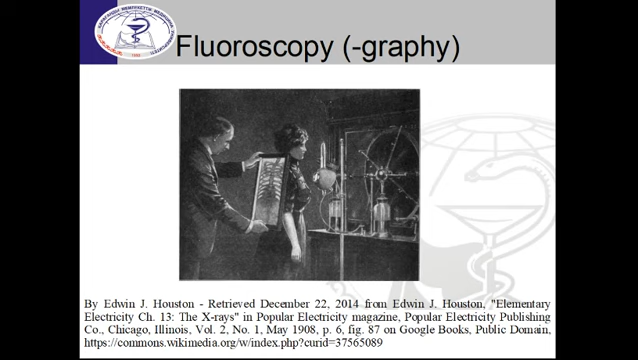 Fluoroscopy (-graphy)
By Edwin J. Houston - Retrieved December 22, 2014 from Edwin J. Houston, "Elementary
Electricity Ch. 13: The X-rays" in Popular Electricity magazine, Popular Electricity Publishing
Co., Chicago, Illinois, Vol. 2, No. 1, May 1908, p. 6, fig. 87 on Google Books, Public Domain,
https://commons.wikimedia.org/w/index.php?curid=37565089